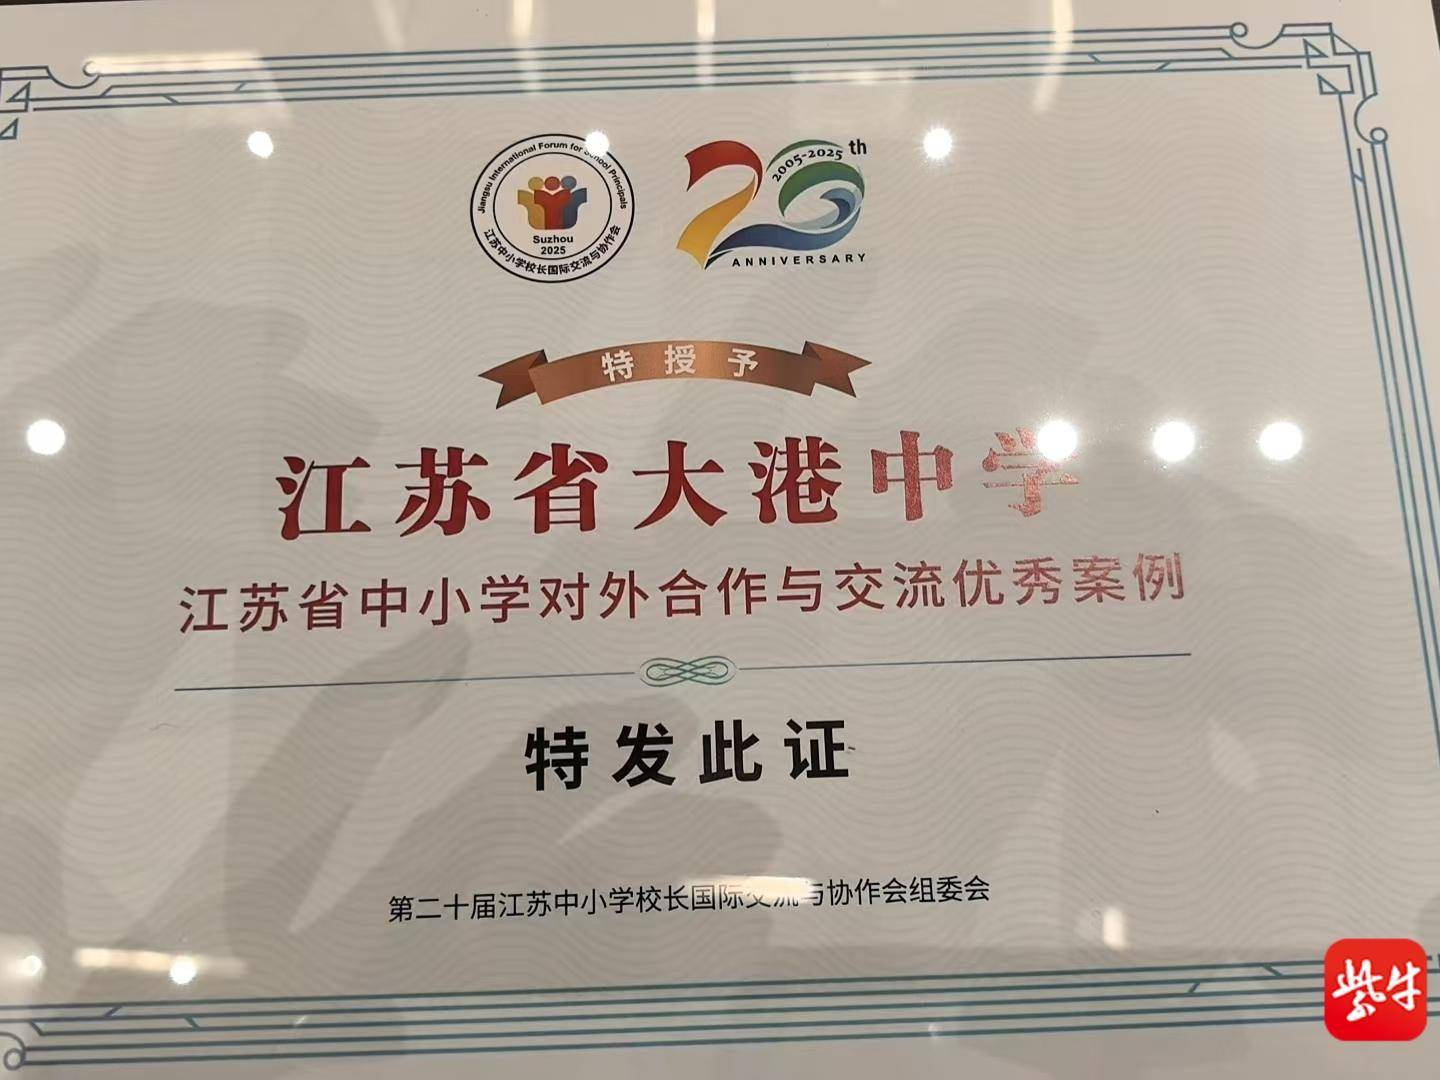 Jiangsu International Forum for School Principals
Suzhou
2025
江苏中小学校长国际交流与协作会
20th
2005-2025
ANNIVERSARY
特授予
江苏省大港中学
江苏省中小学对外合作与交流优秀案例
特发此证
第二十届江苏中小学校长国际交流与协作会组委会
紫牛